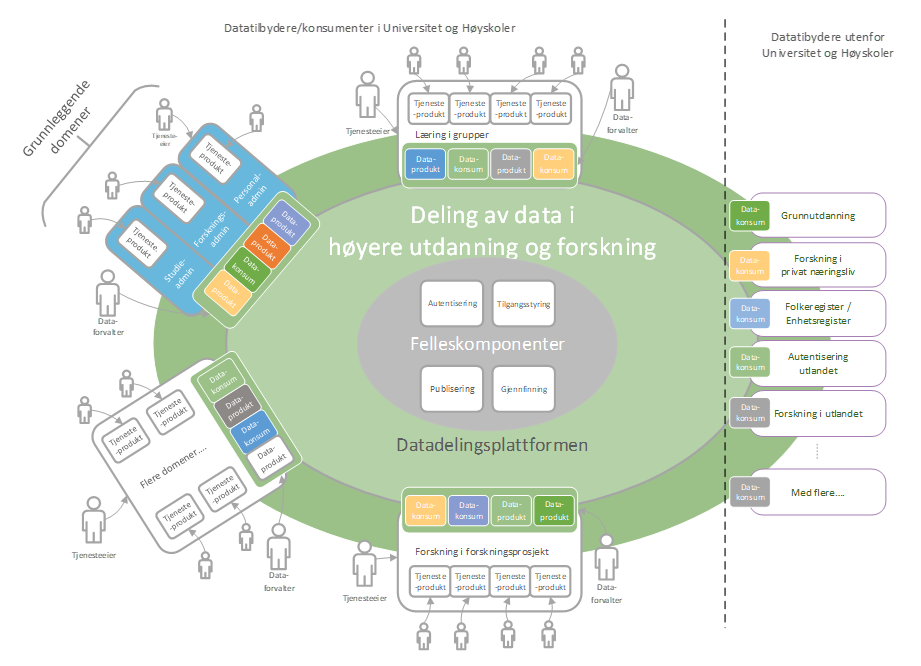 Datatilbydere/konsumenter i Universitet og Høyskoler
Datatilbydere utenfor
Universitet og Høyskoler
Grunnleggende
domener
Tjeneste-
eier
Tjeneste-
produkt
Personal-
admin
Tjeneste-
produkt
Forsknings-
admin
Tjeneste-
produkt
Studie-
admin
Data-
produkt
Data-
produkt
Data-
konsum
Data-
produkt
Data-
forvalter
Tjenesteeier
Tjeneste
-produkt
Tjeneste
-produkt
Tjeneste
-produkt
Tjeneste
-produkt
Data-
forvalter
Læring i grupper
Data-
produkt
Data-
konsum
Data-
produkt
Data-
konsum
Deling av data i
høyere utdanning og forskning
Autentisering
Tilgangsstyring
Felleskomponenter
Publisering
Gjennfinning
Datadelingsplattformen
Data-
konsum
Data-
produkt
Data-
konsum
Data-
produkt
Tjeneste
-produkt
Tjeneste
-produkt
Flere domener....
Tjeneste
-produkt
Tjeneste
-produkt
Tjenesteeier
Data-
forvalter
Data-
konsum
Data-
konsum
Data-
produkt
Data-
produkt
Forskning i forskningsprosjekt
Tjeneste
-produkt
Tjeneste
-produkt
Tjeneste
-produkt
Tjeneste
-produkt
Tjenesteeier
Data-
forvalter
Data-
konsum
Grunnutdanning
Data-
konsum
Forskning i
privat næringsliv
Data-
konsum
Folkeregister /
Enhetsregister
Data-
konsum
Autentisering
utlandet
Data-
konsum
Forskning i utlandet
Data-
konsum
Med flere....